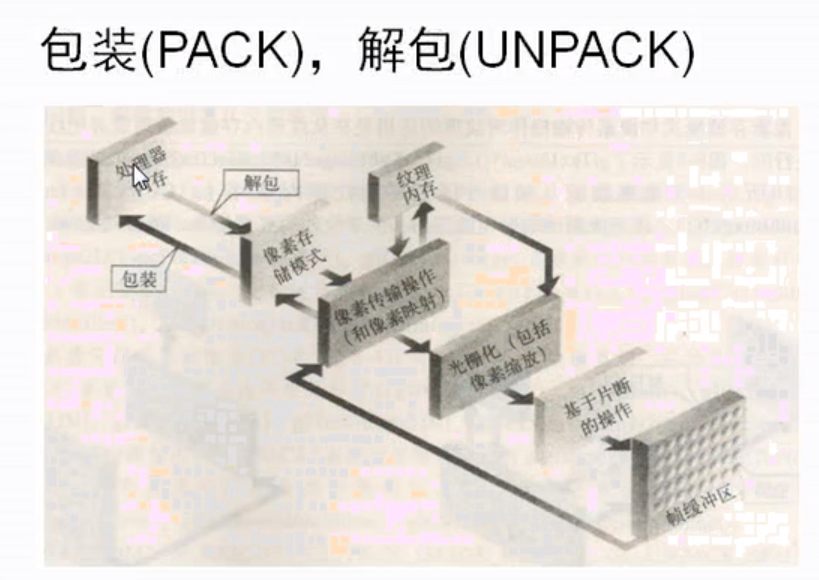 包装(PACK)，解包(UNPACK)
处理器
内存
解包
纹理
内存
像素存
储模式
包装
像素传输操作
（和像素映射）
光栅化（包括
像素缩放）
基于片断
的操作
帧缓冲区